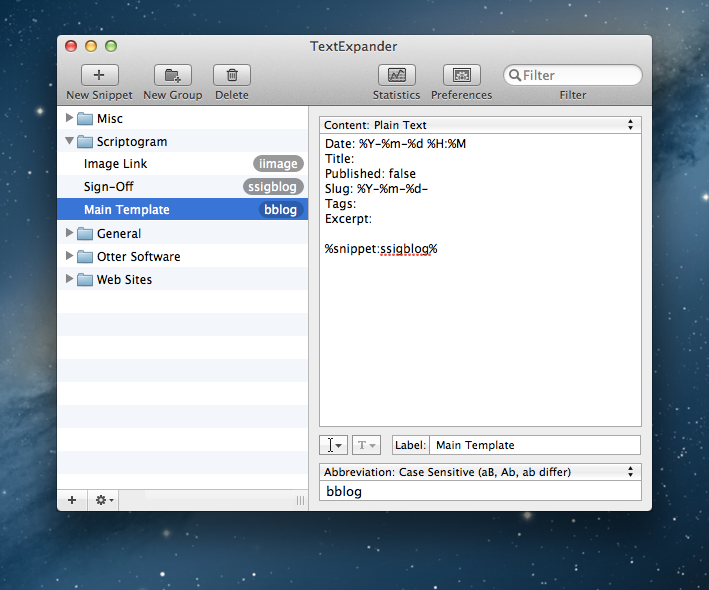 TextExpander
New Snippet
New Group
Delete
Statistics
Preferences
Filter
Filter
Misc
Scriptogram
Image Link iimage
Sign-Off ssigblog
Main Template bblog
General
Otter Software
Web Sites
Content: Plain Text
Date: %Y-%m-%d %H:%M
Title:
Published: false
Slug: %Y-%m-%d-
Tags:
Excerpt:
%snippet:ssigblog%
T
Label: Main Template
Abbreviation: Case Sensitive (aB, Ab, ab differ)
bblog